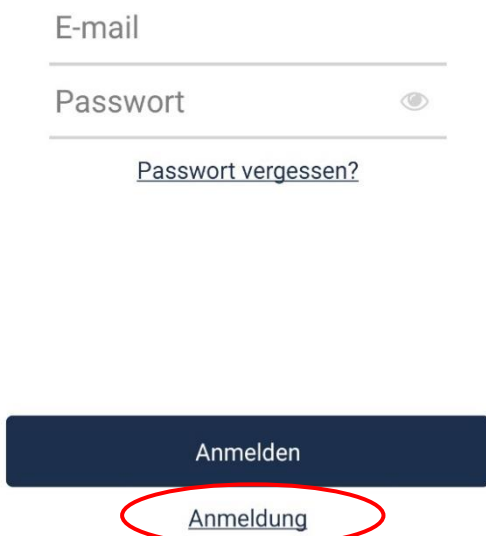 E-mail
Passwort
Passwort vergessen?
Anmelden
Anmeldung